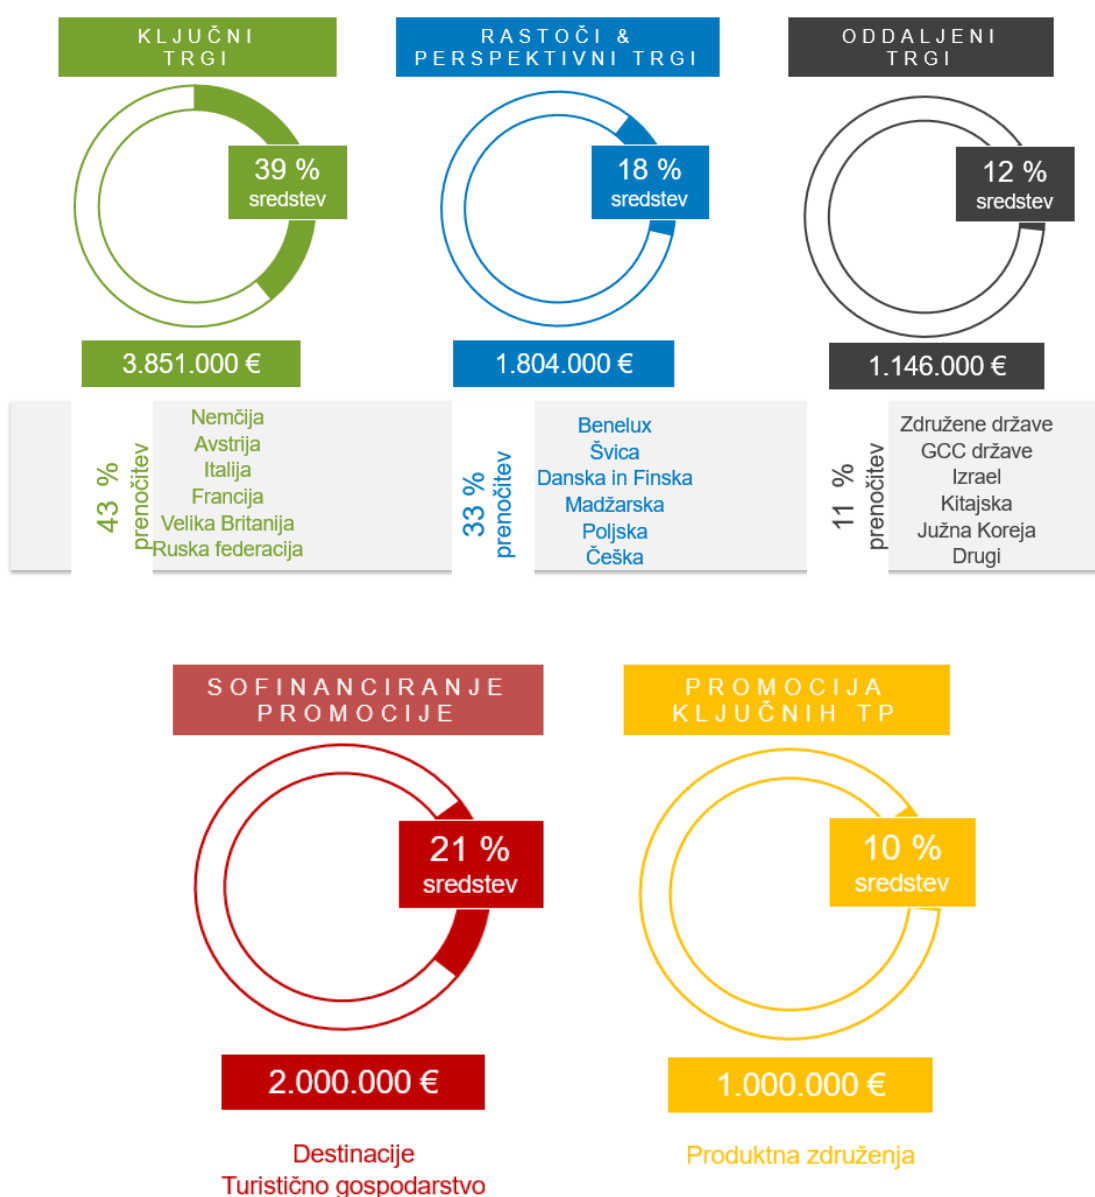 KLJUČNI
TRGI
RASTOČI &
PERSPEKTIVNI TRGI
ODDALJENI
TRGI
39 %
sredstev
18 %
sredstev
12 %
sredstev
3.851.000 €
1.804.000 €
1.146.000 €
43 %
prenočitev
Nemčija
Avstrija
Italija
Francija
Velika Britanija
Ruska federacija
33 %
prenočitev
Benelux
Švica
Danska in Finska
Madžarska
Poljska
Češka
11 %
prenočitev
Združene države
GCC države
Izrael
Kitajska
Južna Koreja
Drugi
SOFINANCIRANJE
PROMOCIJE
PROMOCIJA
KLJUČNIH TP
21 %
sredstev
10 %
sredstev
2.000.000 €
1.000.000 €
Destinacije
Turistično gospodarstvo
Produktna združenja